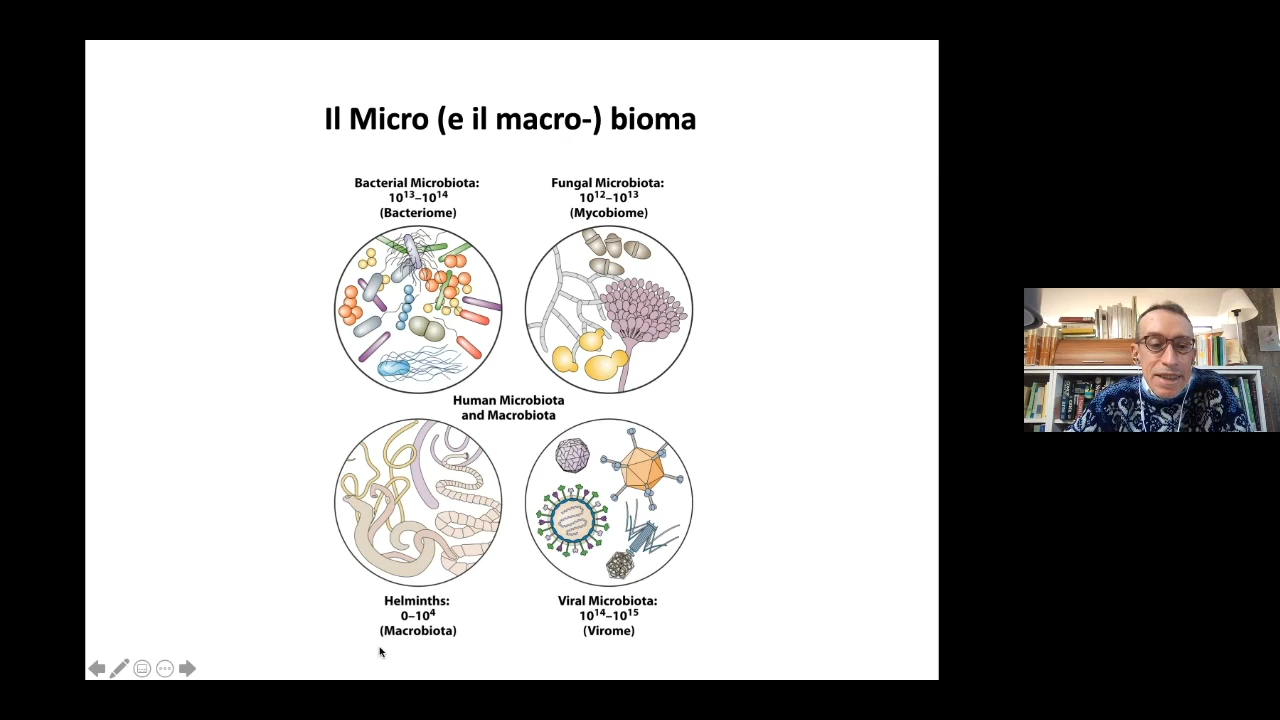 Il Micro (e il macro-) bioma
Bacterial Microbiota:
10¹³–10¹⁴
(Bacteriome)
Fungal Microbiota:
10¹²–10¹³
(Mycobiome)
Human Microbiota
and Macrobiota
Helminths:
0–10⁴
(Macrobiota)
Viral Microbiota:
10¹⁴–10¹⁵
(Virome)